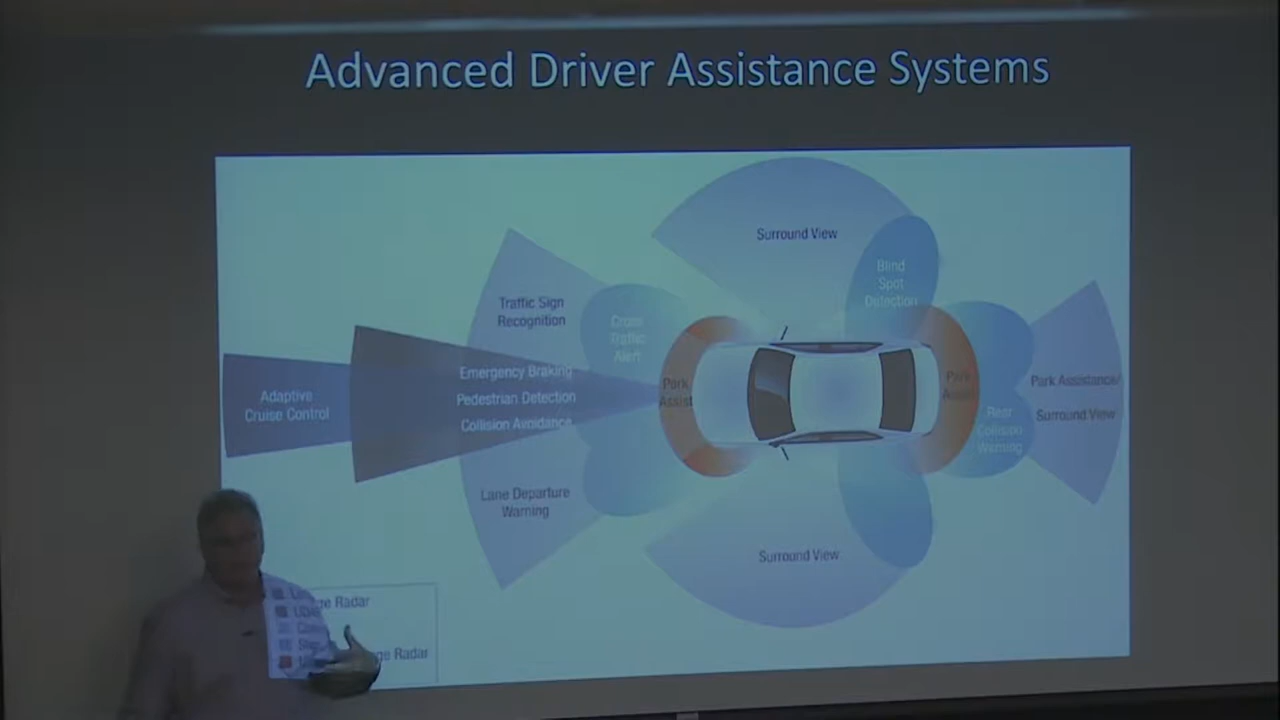 Advanced Driver Assistance Systems
Surround View
Blind
Spot
Detection
Traffic Sign
Recognition
Cross
Traffic
Alert
Emergency Braking
Pedestrian Detection
Collision Avoidance
Adaptive
Cruise Control
Park
Assist
Park
Assist
Park Assistance/
Surround View
Rear
Collision
Warning
Lane Departure
Warning
Surround View
Radar
Radar